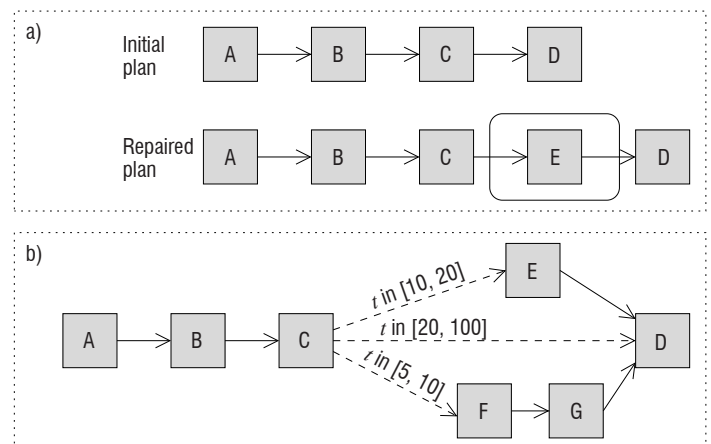 a)
Initial plan
A
B
C
D
Repaired plan
A
B
C
E
D
b)
A
B
C
t in [10, 20]
E
t in [20, 100]
D
t in [5, 10]
F
G